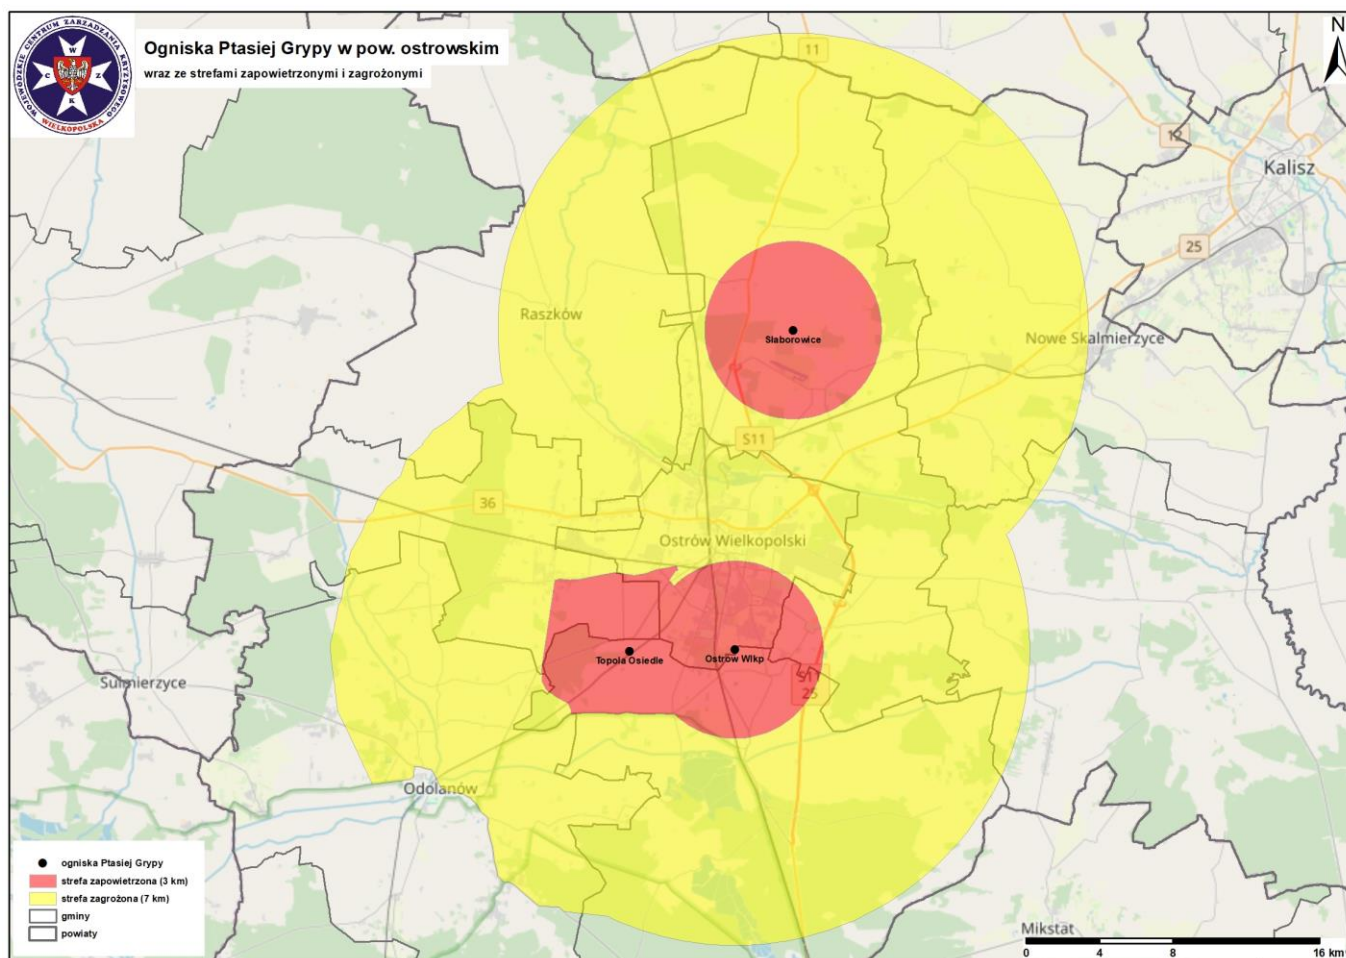 WOJEWÓDZKIE CENTRUM ZARZĄDZANIA KRYZYSOWEGO
WIELKOPOLSKA
W
C
Z
K
Ogniska Ptasiej Grypy w pow. ostrowskim
wraz ze strefami zapowietrzonymi i zagrożonymi
N
11
12
Kalisz
25
Raszków
Słaborowice
Nowe Skalmierzyce
S11
36
Ostrów Wielkopolski
Topola Osiedle
Ostrów Wlkp
S11
25
Sulmierzyce
Odolanów
Mikstat
ogniska Ptasiej Grypy
strefa zapowietrzona (3 km)
strefa zagrożona (7 km)
gminy
powiaty
0 4 8 16 km